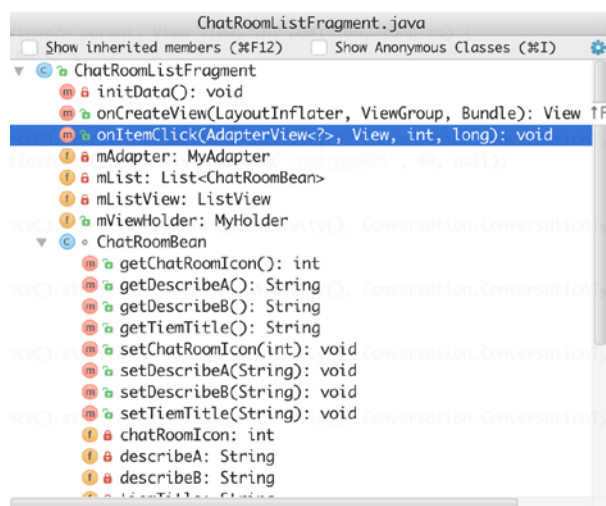 ChatRoomListFragment.java
Show inherited members (⌘F12) Show Anonymous Classes (⌘I)
ChatRoomListFragment
initData(): void
onCreateView(LayoutInflater, ViewGroup, Bundle): View ↑F
onItemClick(AdapterView<?>, View, int, long): void
mAdapter: MyAdapter
mList: List<ChatRoomBean>
mListView: ListView
mViewHolder: MyHolder
ChatRoomBean
getChatRoomIcon(): int
getDescribeA(): String
getDescribeB(): String
getTiemTitle(): String
setChatRoomIcon(int): void
setDescribeA(String): void
setDescribeB(String): void
setTiemTitle(String): void
chatRoomIcon: int
describeA: String
describeB: String
tiemTitle: String